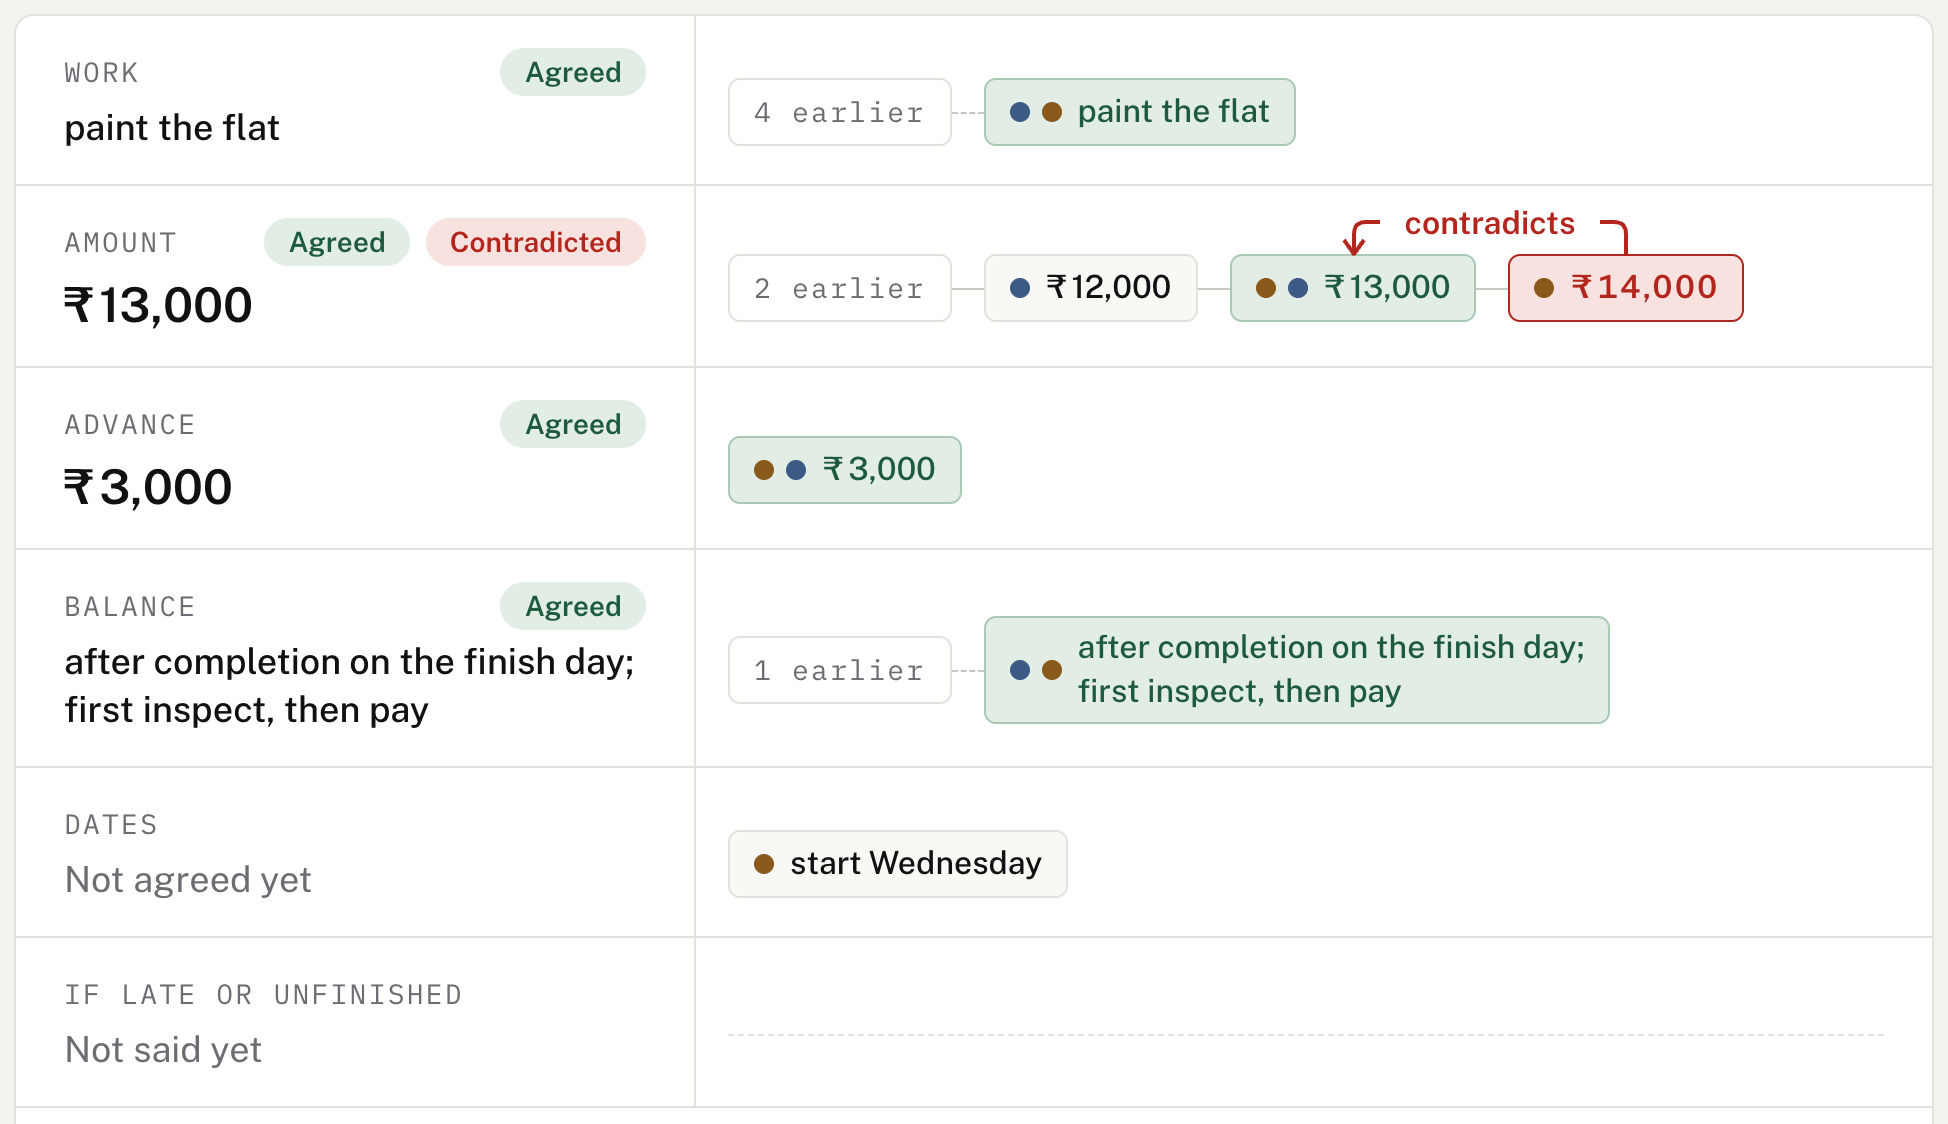 WORK
Agreed
paint the flat
4 earlier
paint the flat
AMOUNT
Agreed
Contradicted
₹13,000
contradicts
2 earlier
₹12,000
₹13,000
₹14,000
ADVANCE
Agreed
₹3,000
₹3,000
BALANCE
Agreed
after completion on the finish day;
first inspect, then pay
1 earlier
after completion on the finish day;
first inspect, then pay
DATES
Not agreed yet
start Wednesday
IF LATE OR UNFINISHED
Not said yet